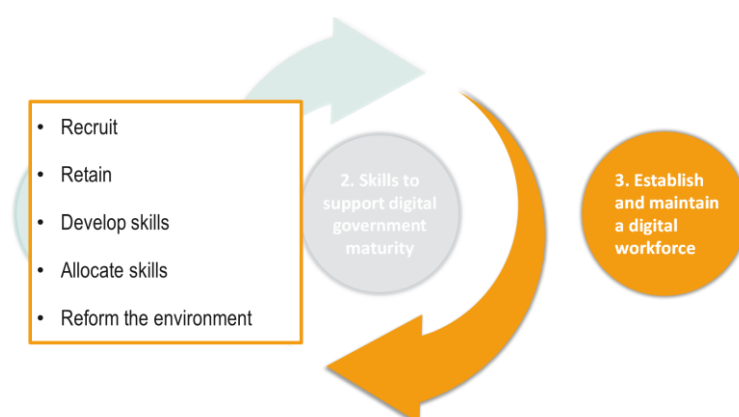 • Recruit
• Retain
• Develop skills
• Allocate skills
• Reform the environment
2. Skills to
support digital
government
maturity
3. Establish
and maintain
a digital
workforce